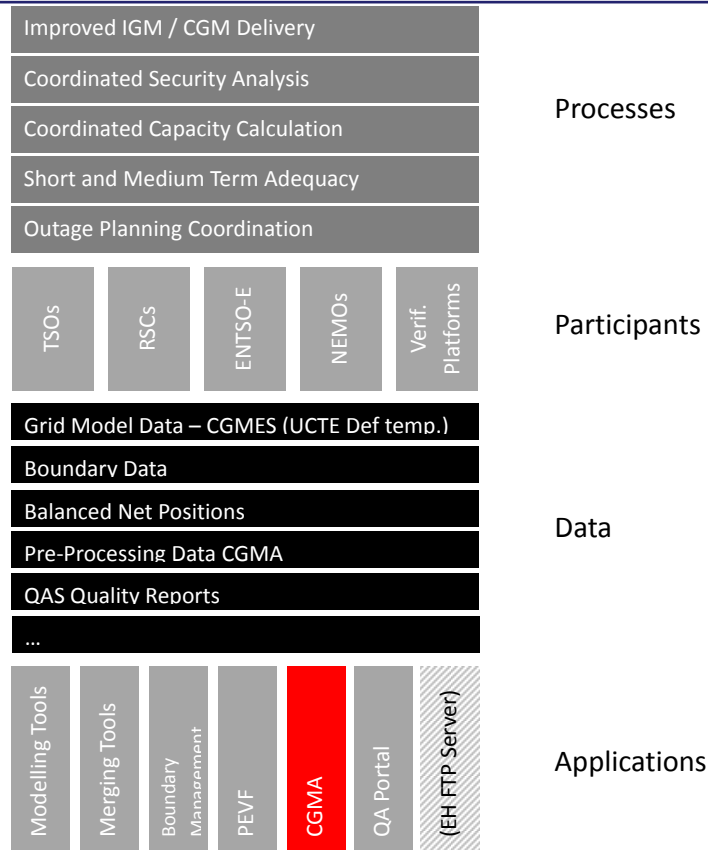 Improved IGM / CGM Delivery
Coordinated Security Analysis
Coordinated Capacity Calculation
Short and Medium Term Adequacy
Outage Planning Coordination
Processes
TSOs
RSCs
ENTSO-E
NEMOs
Verif.
Platforms
Participants
Grid Model Data – CGMES (UCTE Def temp.)
Boundary Data
Balanced Net Positions
Pre-Processing Data CGMA
QAS Quality Reports
...
Data
Modelling Tools
Merging Tools
Boundary
Management
PEVF
CGMA
QA Portal
(EH FTP Server)
Applications